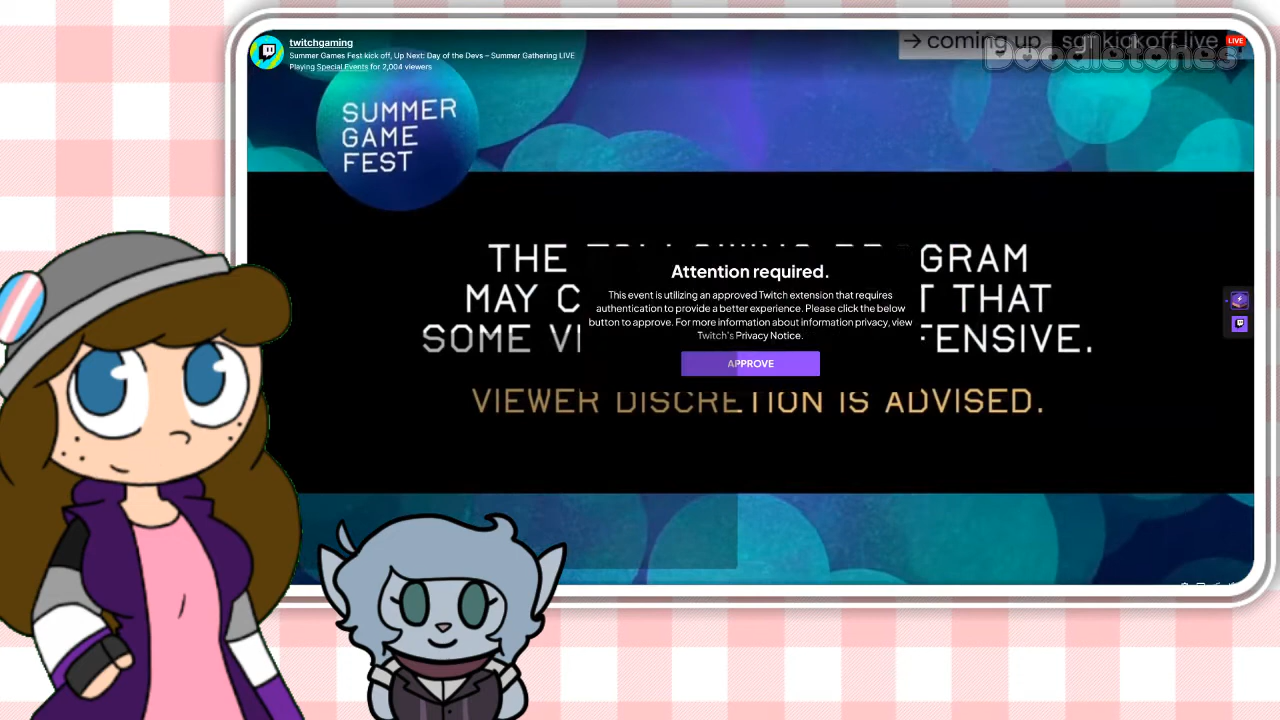 twitchgaming
Summer Games Fest kick off, Up Next: Day of the Devs – Summer Gathering LIVE
Playing Special Events for 2,004 viewers
→ coming up
sgf kickoff live
LIVE
Doodletones
SUMMER
GAME
FEST
THE FOLLOWING PROGRAM
MAY C T THAT
SOME VI FENSIVE.
VIEWER DISCRETION IS ADVISED.
Attention required.
This event is utilizing an approved Twitch extension that requires
authentication to provide a better experience. Please click the below
button to approve. For more information about information privacy, view
Twitch's Privacy Notice.
APPROVE